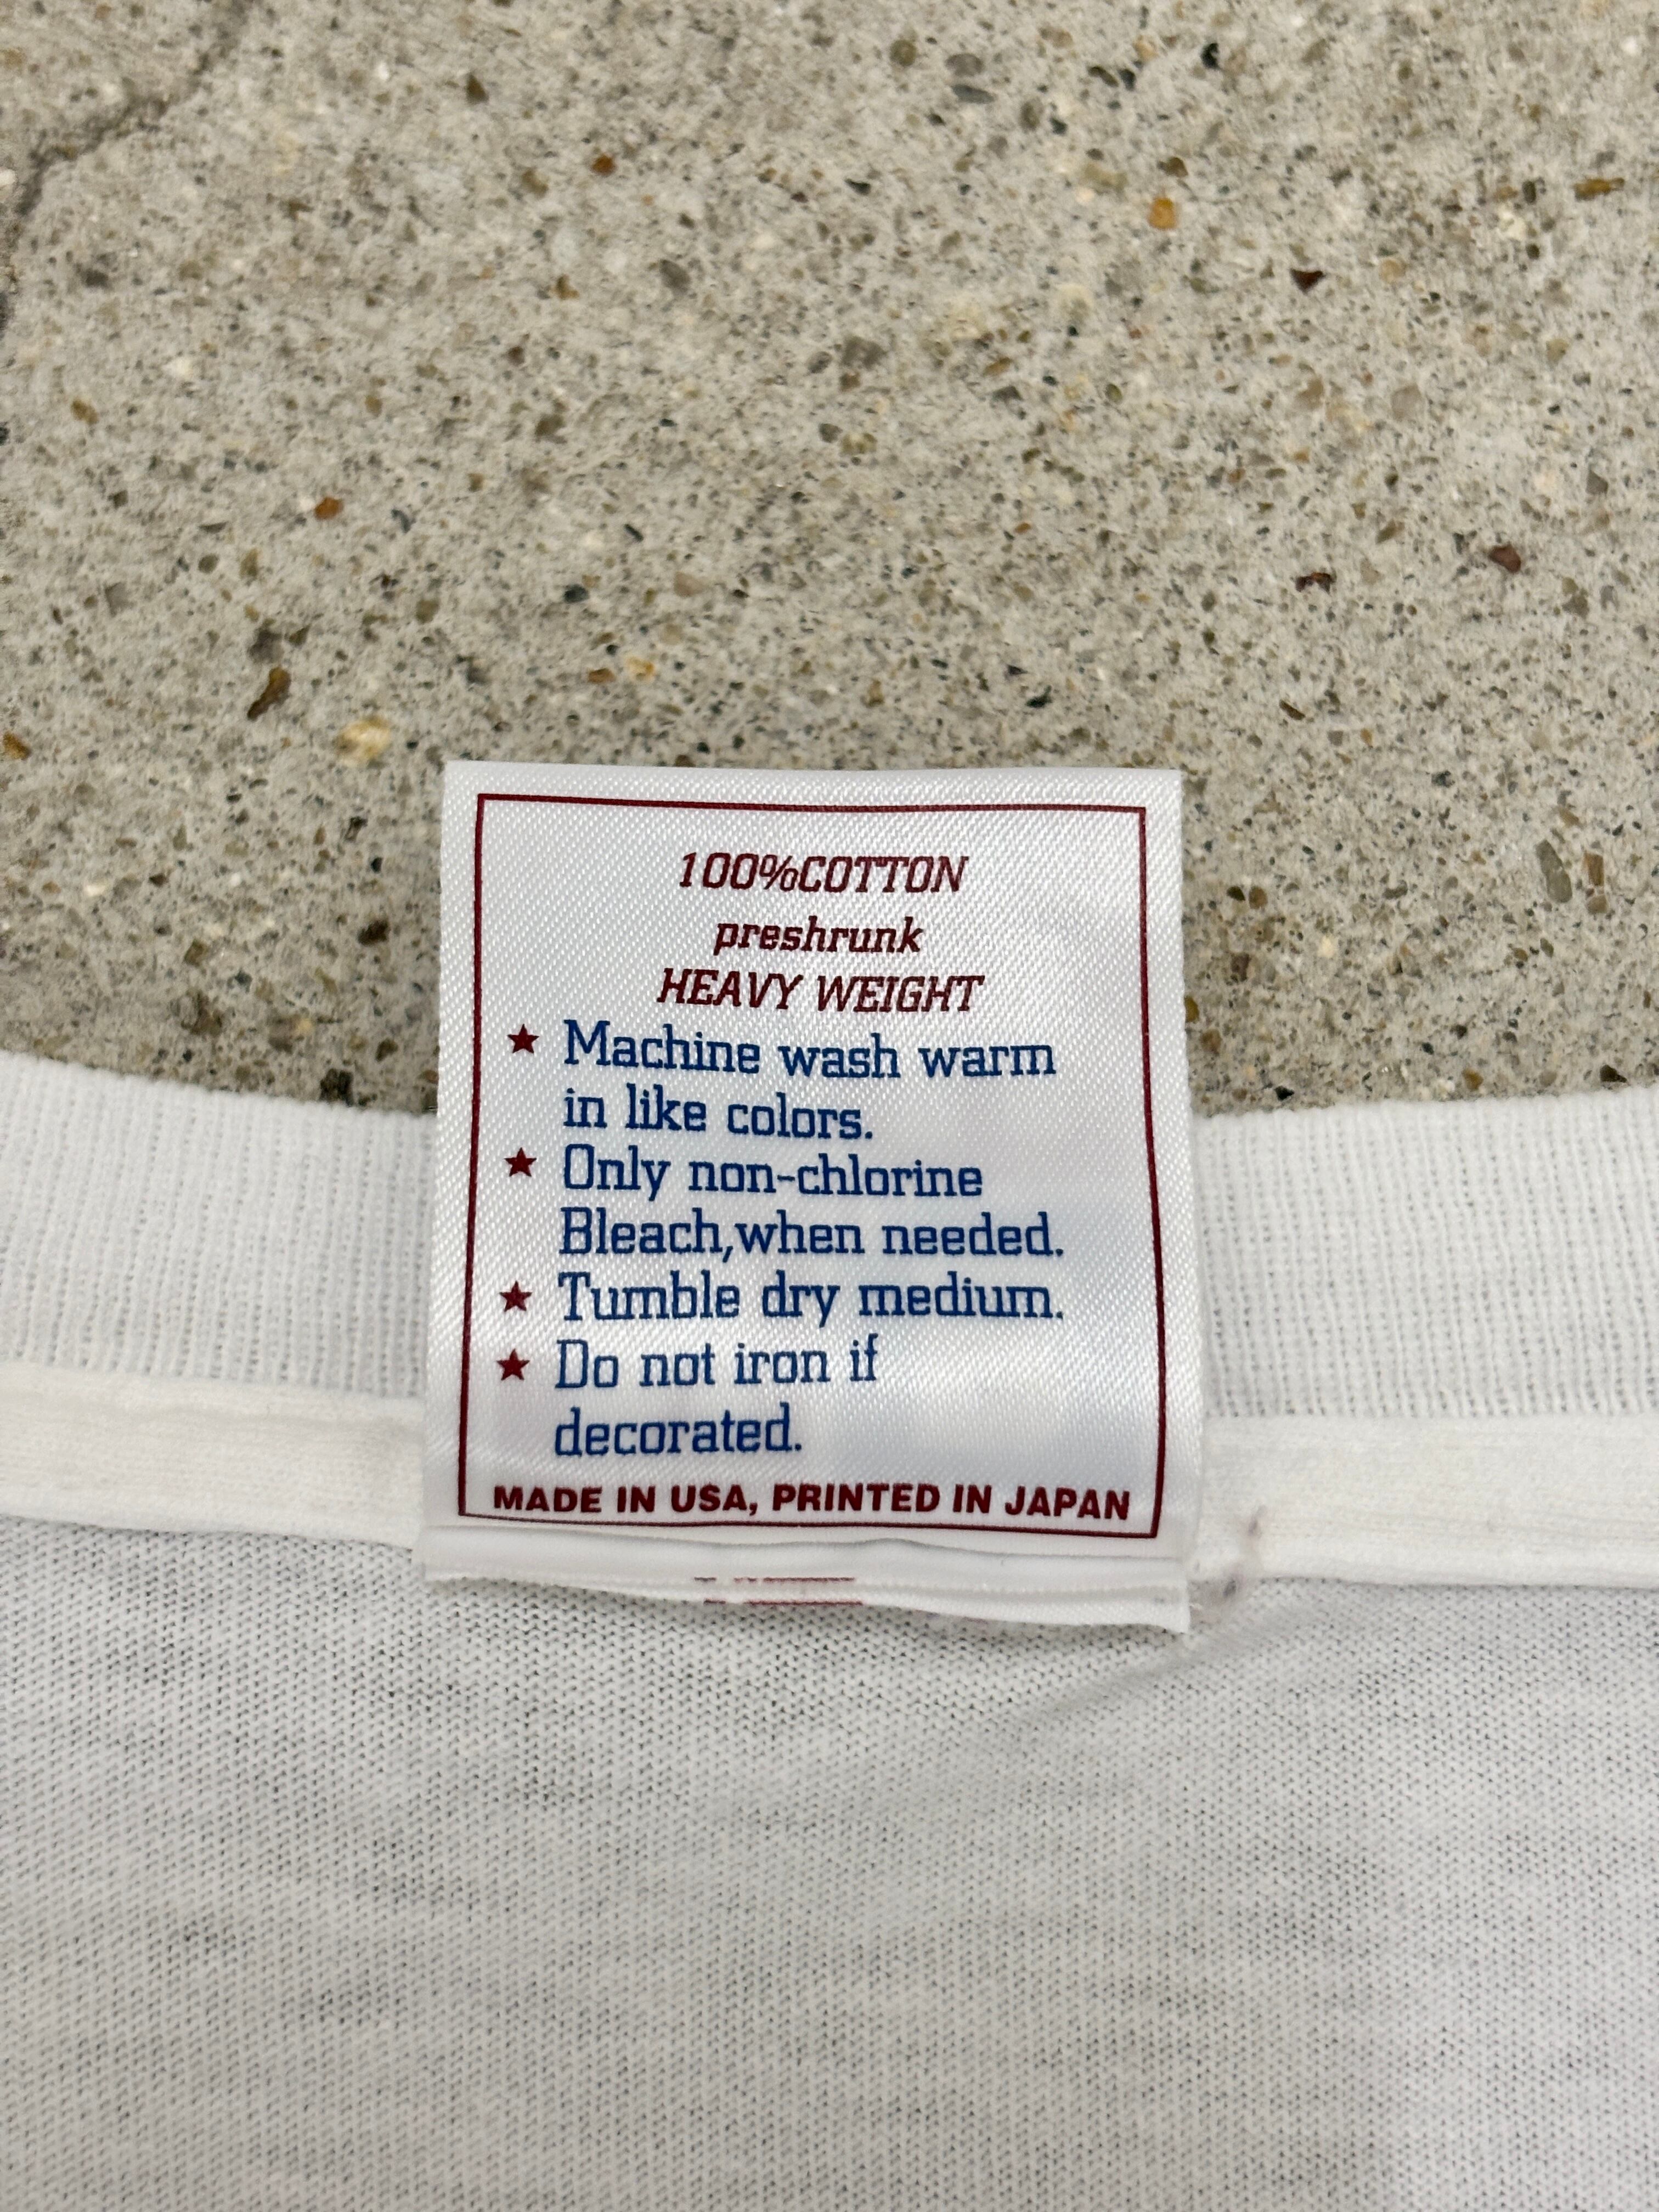 100%COTTON
preshrunk
HEAVY WEIGHT
★ Machine wash warm
in like colors.
★ Only non-chlorine
Bleach,when needed.
★ Tumble dry medium.
★ Do not iron if
decorated.
MADE IN USA, PRINTED IN JAPAN